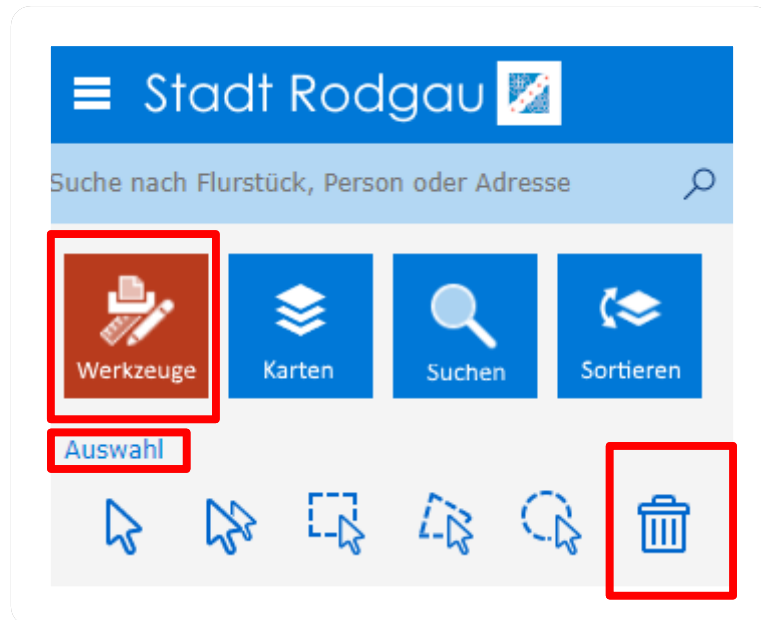 Stadt Rodgau
Suche nach Flurstück, Person oder Adresse
Werkzeuge
Karten
Suchen
Sortieren
Auswahl